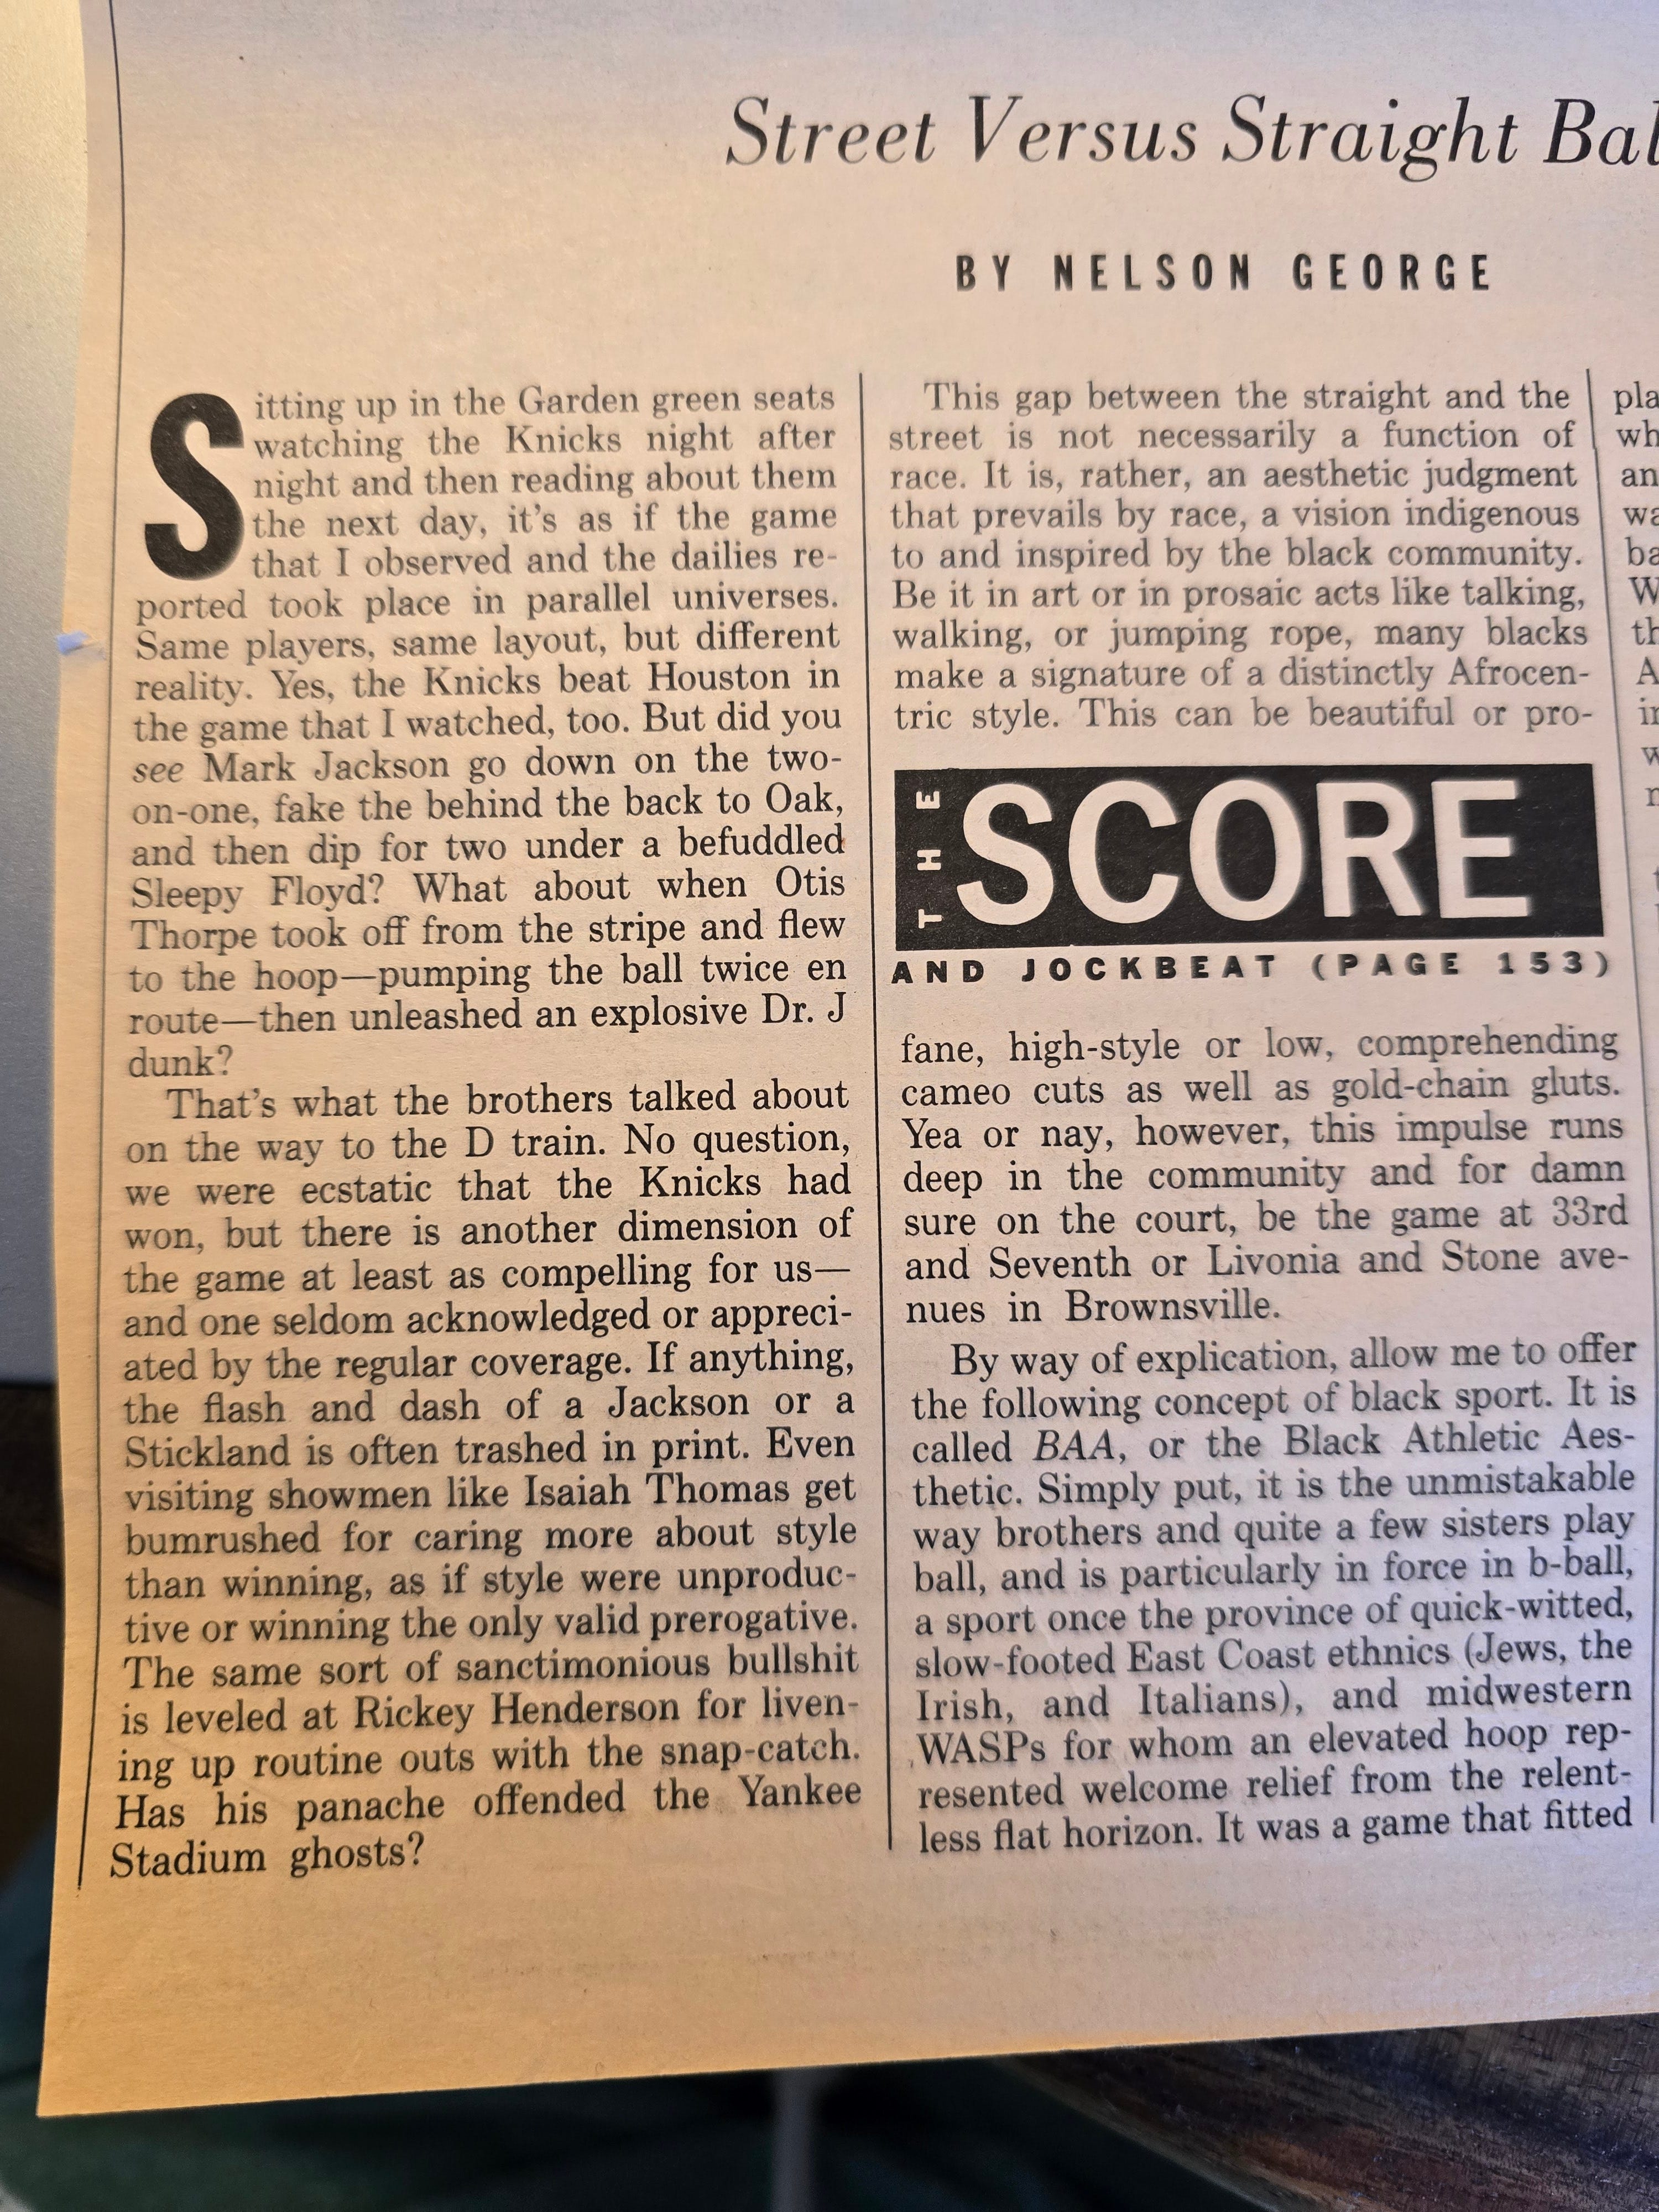 Street Versus Straight Bal
BY NELSON GEORGE
Sitting up in the Garden green seats
watching the Knicks night after
night and then reading about them
the next day, it's as if the game
that I observed and the dailies re-
ported took place in parallel universes.
Same players, same layout, but different
reality. Yes, the Knicks beat Houston in
the game that I watched, too. But did you
see Mark Jackson go down on the two-
on-one, fake the behind the back to Oak,
and then dip for two under a befuddled
Sleepy Floyd? What about when Otis
Thorpe took off from the stripe and flew
to the hoop—pumping the ball twice en
route—then unleashed an explosive Dr. J
dunk?
That's what the brothers talked about
on the way to the D train. No question,
we were ecstatic that the Knicks had
won, but there is another dimension of
the game at least as compelling for us—
and one seldom acknowledged or appreci-
ated by the regular coverage. If anything,
the flash and dash of a Jackson or a
Stickland is often trashed in print. Even
visiting showmen like Isaiah Thomas get
bumrushed for caring more about style
than winning, as if style were unproduc-
tive or winning the only valid prerogative.
The same sort of sanctimonious bullshit
is leveled at Rickey Henderson for liven-
ing up routine outs with the snap-catch.
Has his panache offended the Yankee
Stadium ghosts?
This gap between the straight and the
street is not necessarily a function of
race. It is, rather, an aesthetic judgment
that prevails by race, a vision indigenous
to and inspired by the black community.
Be it in art or in prosaic acts like talking,
walking, or jumping rope, many blacks
make a signature of a distinctly Afrocen-
tric style. This can be beautiful or pro-
THE SCORE
AND JOCKBEAT (PAGE 153)
fane, high-style or low, comprehending
cameo cuts as well as gold-chain gluts.
Yea or nay, however, this impulse runs
deep in the community and for damn
sure on the court, be the game at 33rd
and Seventh or Livonia and Stone ave-
nues in Brownsville.
By way of explication, allow me to offer
the following concept of black sport. It is
called BAA, or the Black Athletic Aes-
thetic. Simply put, it is the unmistakable
way brothers and quite a few sisters play
ball, and is particularly in force in b-ball,
a sport once the province of quick-witted,
slow-footed East Coast ethnics (Jews, the
Irish, and Italians), and midwestern
WASPs for whom an elevated hoop rep-
resented welcome relief from the relent-
less flat horizon. It was a game that fitted
pla
wh
an
wa
ba
W
th
A